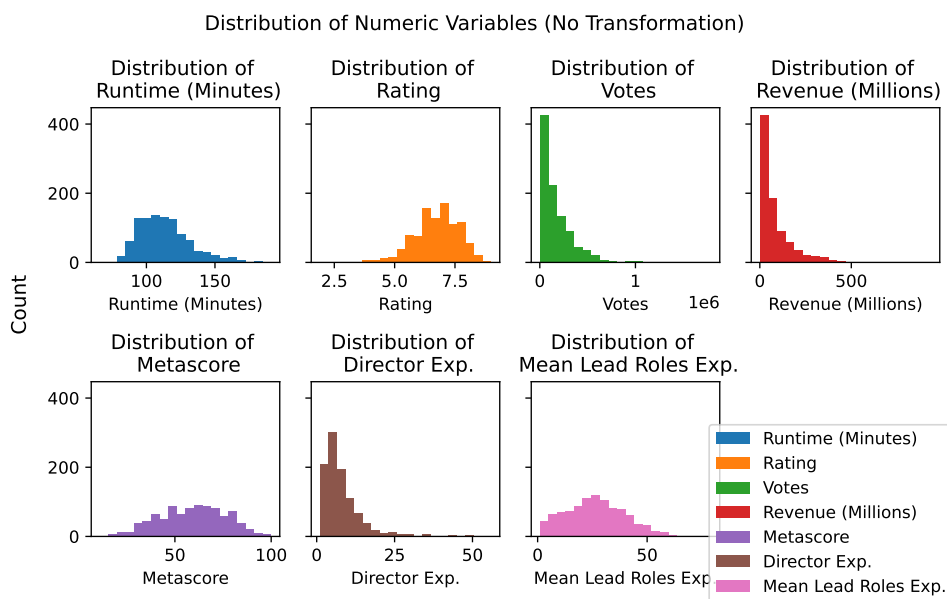 Distribution of Numeric Variables (No Transformation)
Distribution of
Runtime (Minutes)
Distribution of
Rating
Distribution of
Votes
Distribution of
Revenue (Millions)
400
200
0
100
150
2.5
5.0
7.5
0
1
1e6
0
500
Runtime (Minutes)
Rating
Votes
Revenue (Millions)
Count
Distribution of
Metascore
Distribution of
Director Exp.
Distribution of
Mean Lead Roles Exp.
400
200
0
50
100
0
25
50
0
50
Metascore
Director Exp.
Mean Lead Roles Exp.
Runtime (Minutes)
Rating
Votes
Revenue (Millions)
Metascore
Director Exp.
Mean Lead Roles Exp.